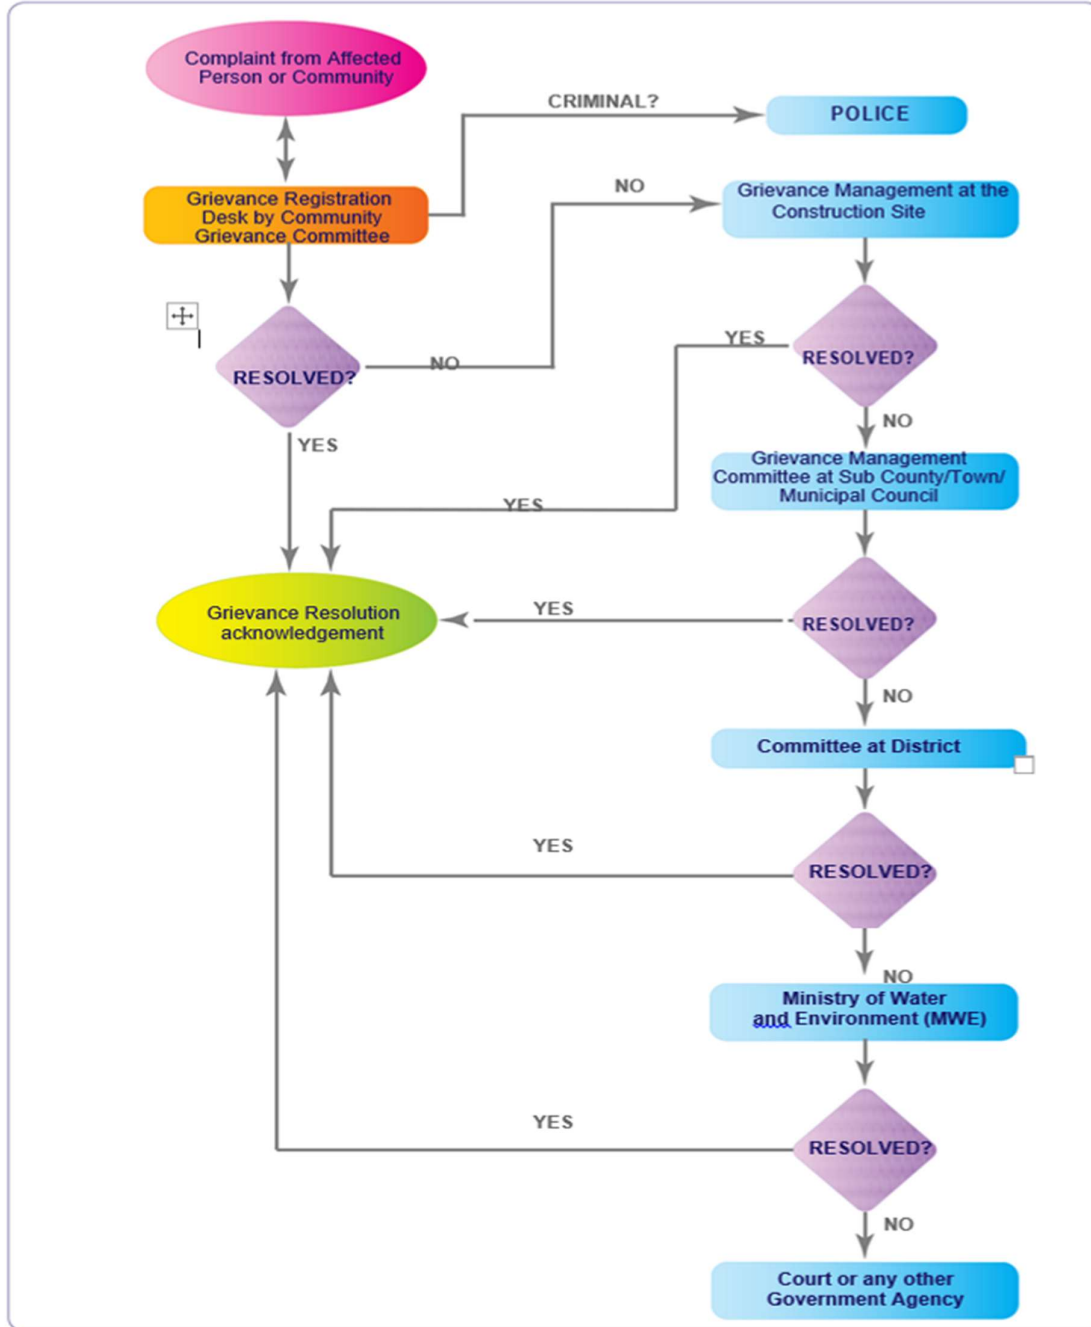 Complaint from Affected
Person or Community
CRIMINAL?
POLICE
Grievance Registration
Desk by Community
Grievance Committee
NO
Grievance Management at the
Construction Site
RESOLVED?
NO
YES
RESOLVED?
YES
NO
Grievance Management
Committee at Sub County/Town/
Municipal Council
YES
Grievance Resolution
acknowledgement
YES
RESOLVED?
NO
Committee at District
YES
RESOLVED?
NO
Ministry of Water
and Environment (MWE)
YES
RESOLVED?
NO
Court or any other
Government Agency